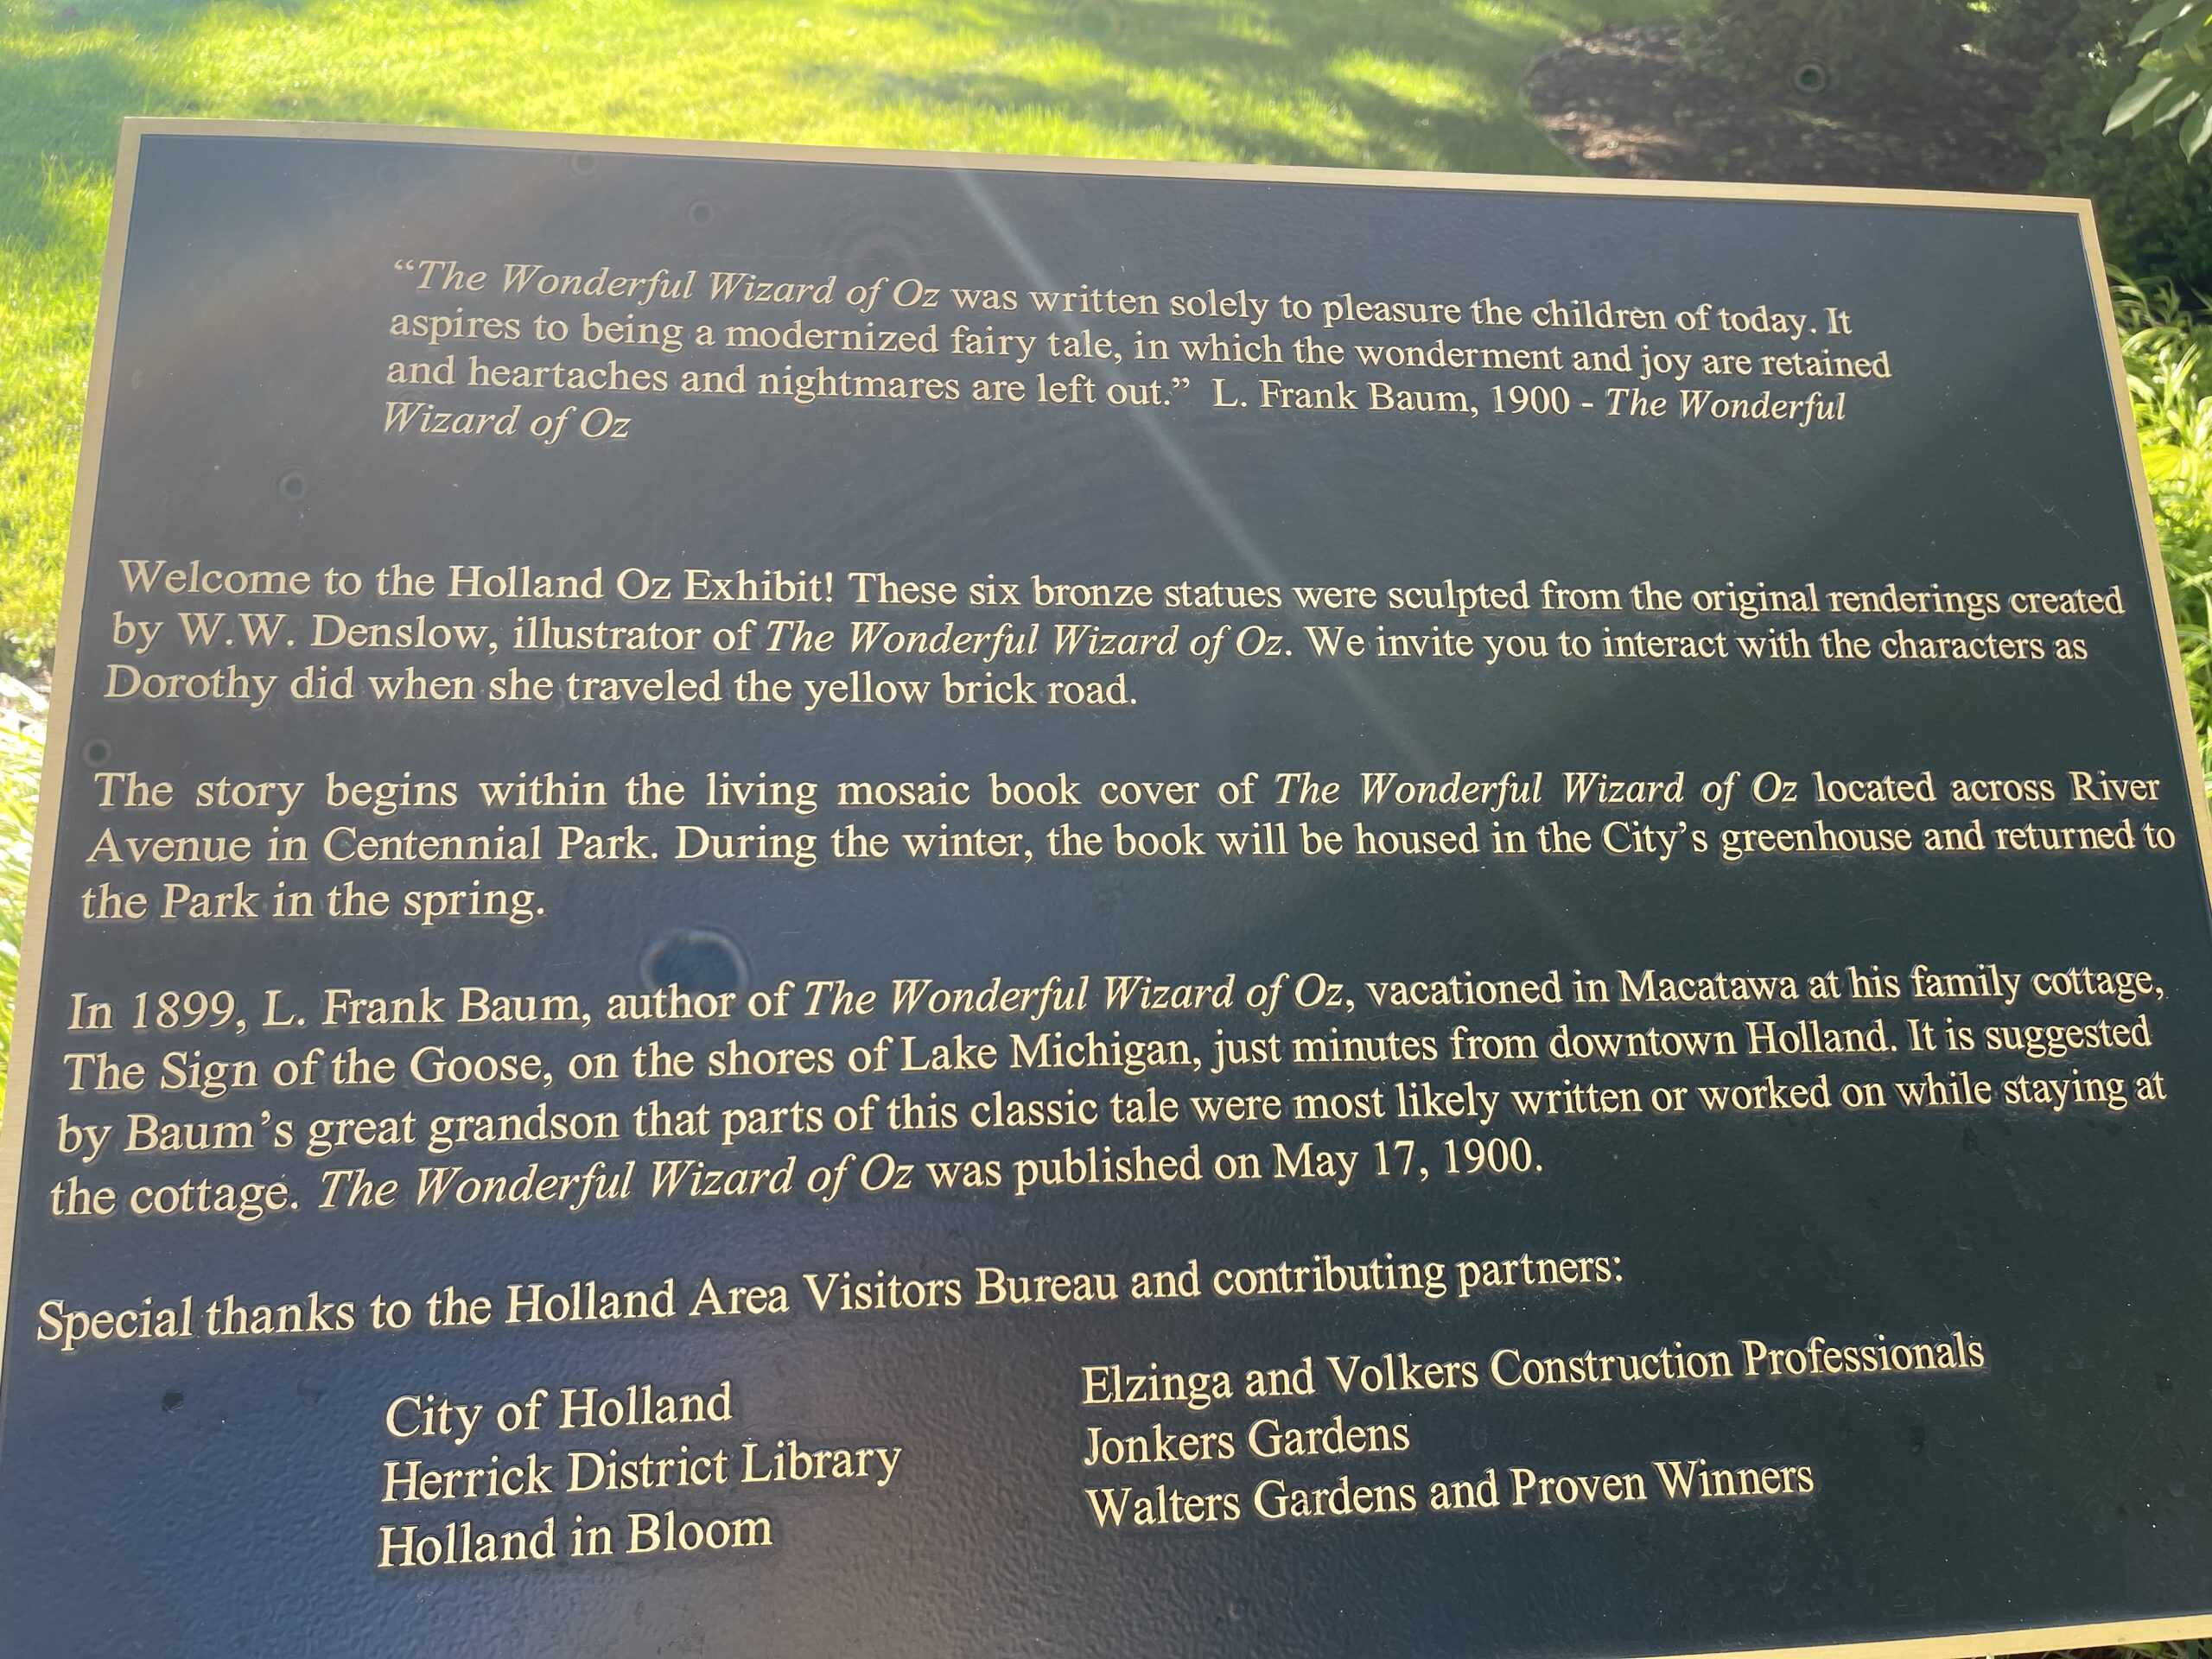 “The Wonderful Wizard of Oz was written solely to pleasure the children of today. It
aspires to being a modernized fairy tale, in which the wonderment and joy are retained
and heartaches and nightmares are left out.” L. Frank Baum, 1900 - The Wonderful
Wizard of Oz
Welcome to the Holland Oz Exhibit! These six bronze statues were sculpted from the original renderings created
by W.W. Denslow, illustrator of The Wonderful Wizard of Oz. We invite you to interact with the characters as
Dorothy did when she traveled the yellow brick road.
The story begins within the living mosaic book cover of The Wonderful Wizard of Oz located across River
Avenue in Centennial Park. During the winter, the book will be housed in the City’s greenhouse and returned to
the Park in the spring.
In 1899, L. Frank Baum, author of The Wonderful Wizard of Oz, vacationed in Macatawa at his family cottage,
The Sign of the Goose, on the shores of Lake Michigan, just minutes from downtown Holland. It is suggested
by Baum’s great grandson that parts of this classic tale were most likely written or worked on while staying at
the cottage. The Wonderful Wizard of Oz was published on May 17, 1900.
Special thanks to the Holland Area Visitors Bureau and contributing partners:
City of Holland
Herrick District Library
Holland in Bloom
Elzinga and Volkers Construction Professionals
Jonkers Gardens
Walters Gardens and Proven Winners